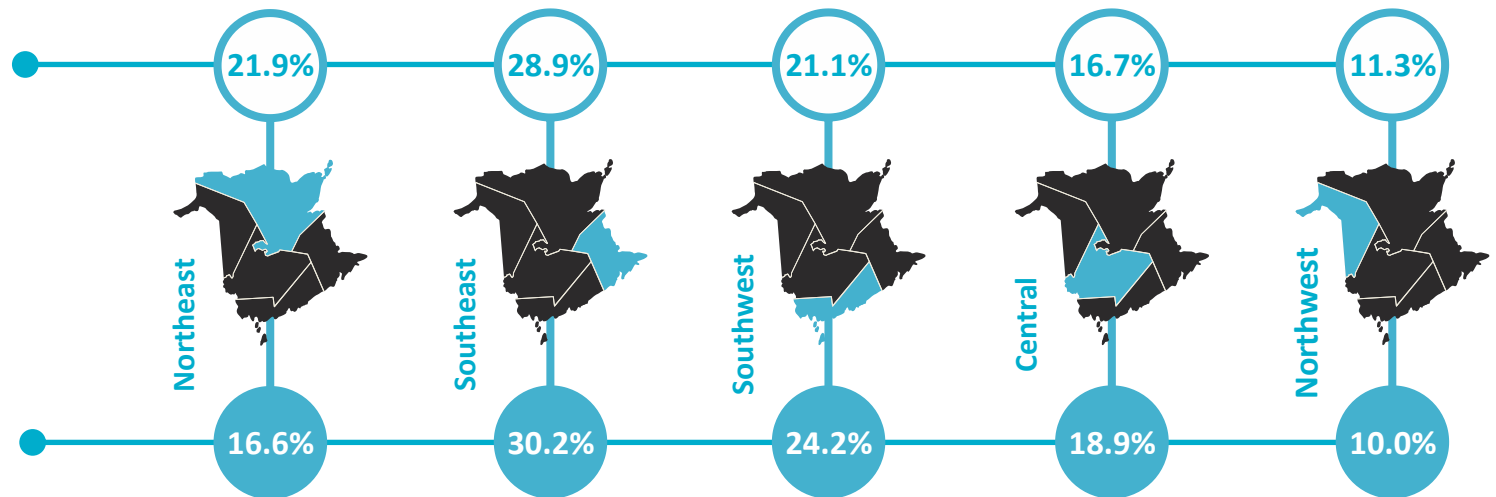 21.9%
28.9%
21.1%
16.7%
11.3%
Northeast
Southeast
Southwest
Central
Northwest
16.6%
30.2%
24.2%
18.9%
10.0%